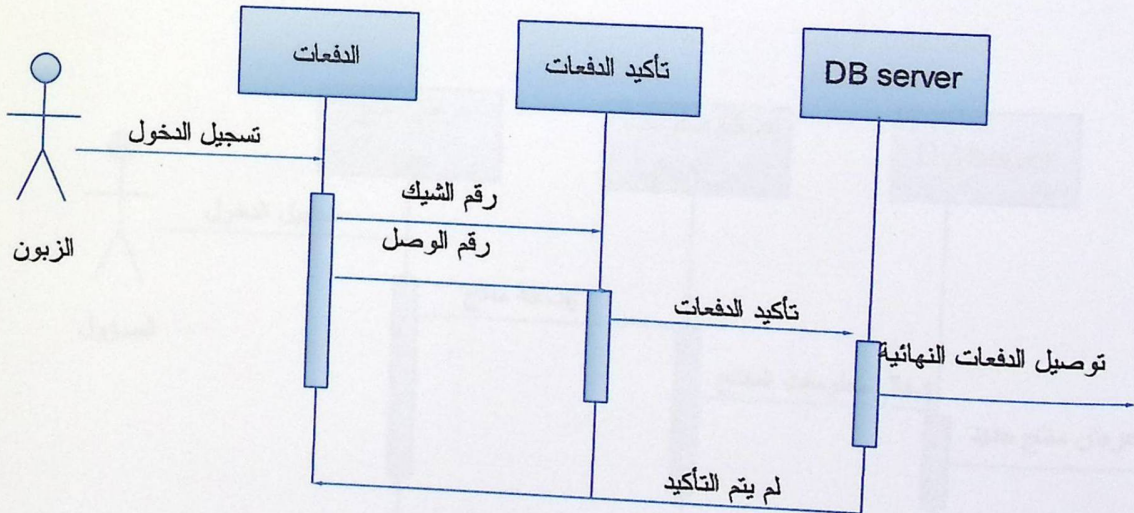 الدفعات
تأكيد الدفعات
DB server
تسجيل الدخول
رقم الشيك
رقم الوصل
الزبون
تأكيد الدفعات
توصيل الدفعات النهائية
لم يتم التأكيد